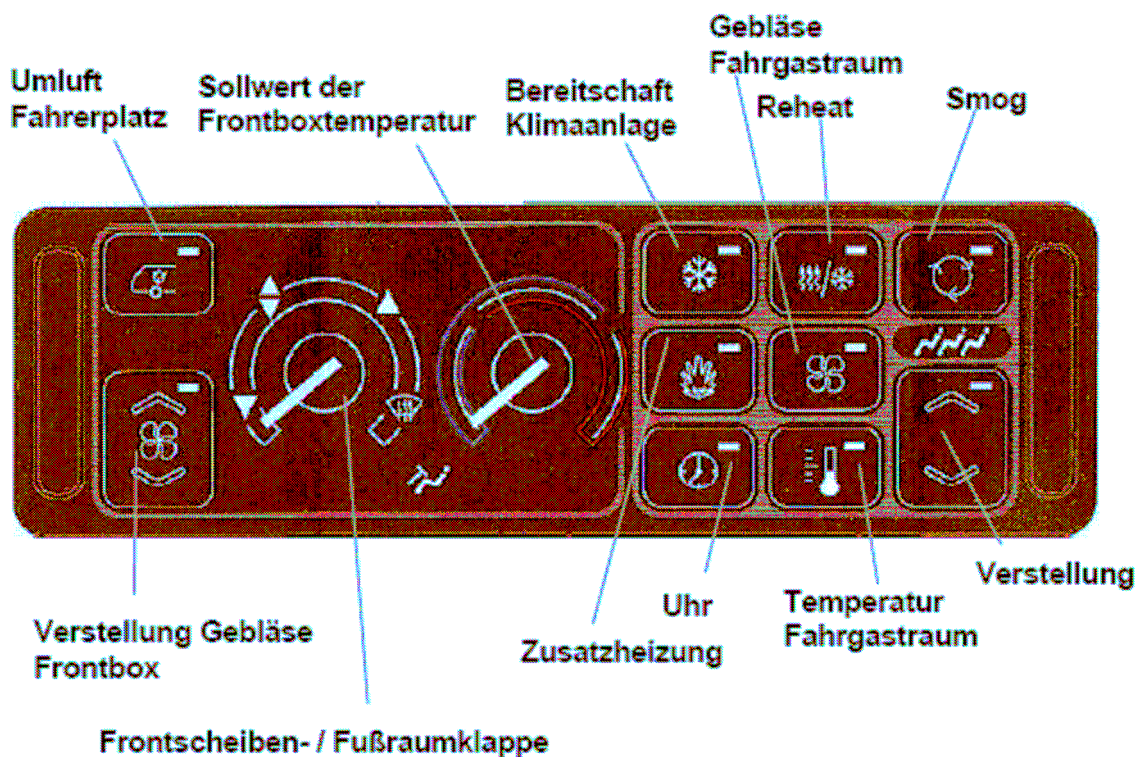 Gebläse
Fahrgastraum
Umluft
Fahrerplatz
Sollwert der
Frontboxtemperatur
Bereitschaft
Klimaanlage
Reheat
Smog
Verstellung Gebläse
Frontbox
Frontscheiben- / Fußraumklappe
Zusatzheizung
Uhr
Temperatur
Fahrgastraum
Verstellung